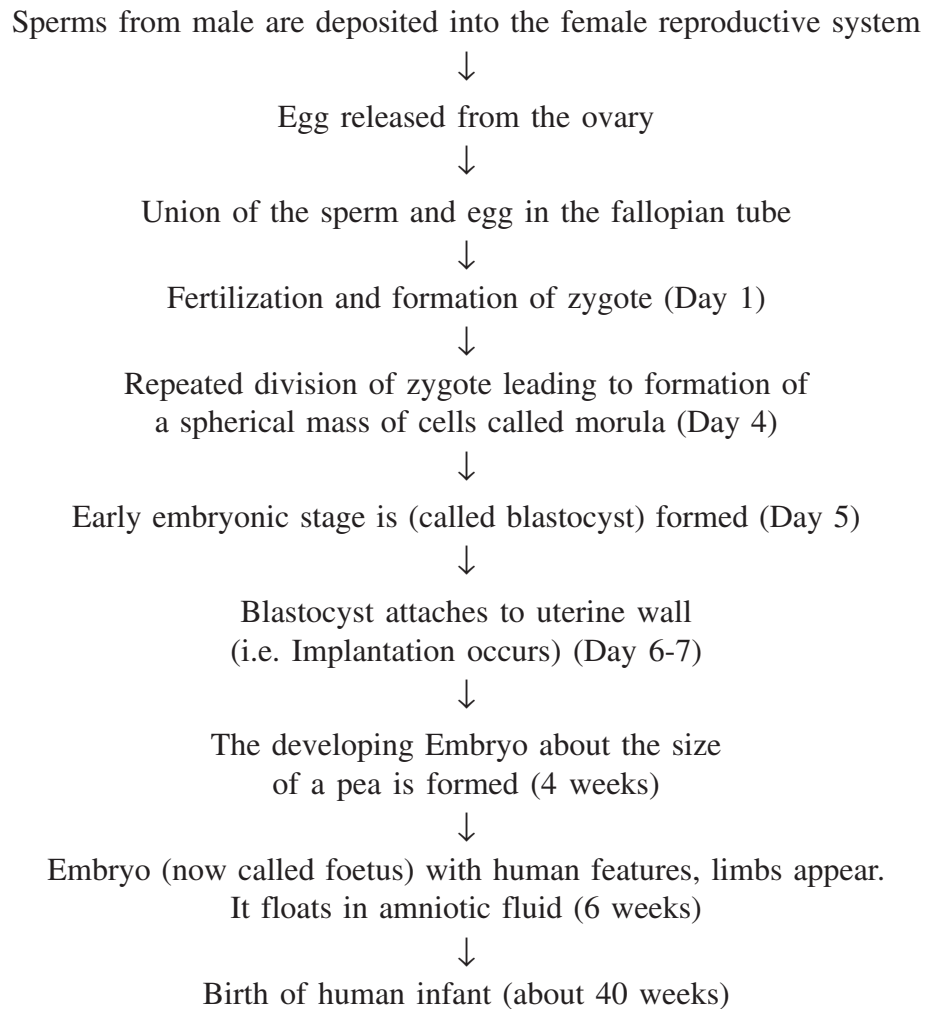 Sperms from male are deposited into the female reproductive system
↓
Egg released from the ovary
↓
Union of the sperm and egg in the fallopian tube
↓
Fertilization and formation of zygote (Day 1)
↓
Repeated division of zygote leading to formation of
a spherical mass of cells called morula (Day 4)
↓
Early embryonic stage is (called blastocyst) formed (Day 5)
↓
Blastocyst attaches to uterine wall
(i.e. Implantation occurs) (Day 6-7)
↓
The developing Embryo about the size
of a pea is formed (4 weeks)
↓
Embryo (now called foetus) with human features, limbs appear.
It floats in amniotic fluid (6 weeks)
↓
Birth of human infant (about 40 weeks)